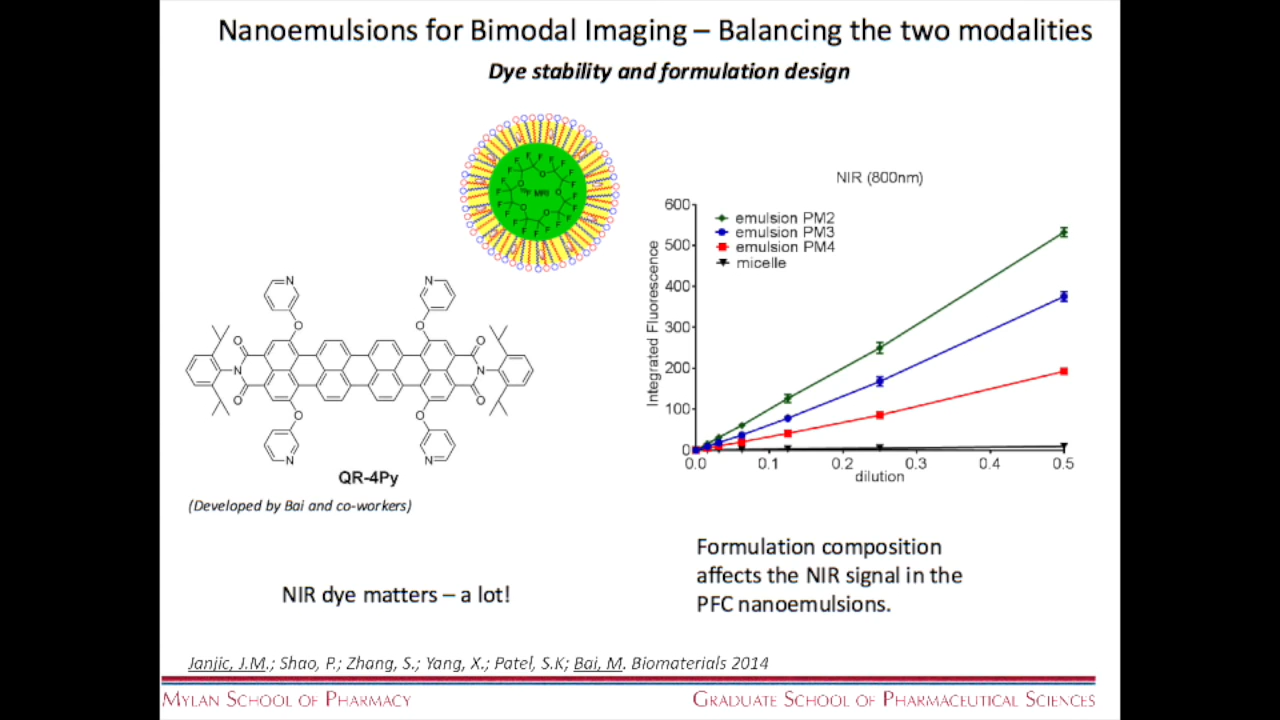 Nanoemulsions for Bimodal Imaging – Balancing the two modalities
Dye stability and formulation design
F F F F F F F F F F F F F F F F F F
O O O O O
¹⁹F MRI
NIR (800nm)
Integrated Fluorescence
600
500
400
300
200
100
0
emulsion PM2
emulsion PM3
emulsion PM4
micelle
0.0 0.1 0.2 0.3 0.4 0.5
dilution
N N
O O
O O
N N
O O
O O
N N
QR-4Py
(Developed by Bai and co-workers)
NIR dye matters – a lot!
Formulation composition
affects the NIR signal in the
PFC nanoemulsions.
Janjic, J.M.; Shao, P.; Zhang, S.; Yang, X.; Patel, S.K; Bai, M. Biomaterials 2014
MYLAN SCHOOL OF PHARMACY
GRADUATE SCHOOL OF PHARMACEUTICAL SCIENCES